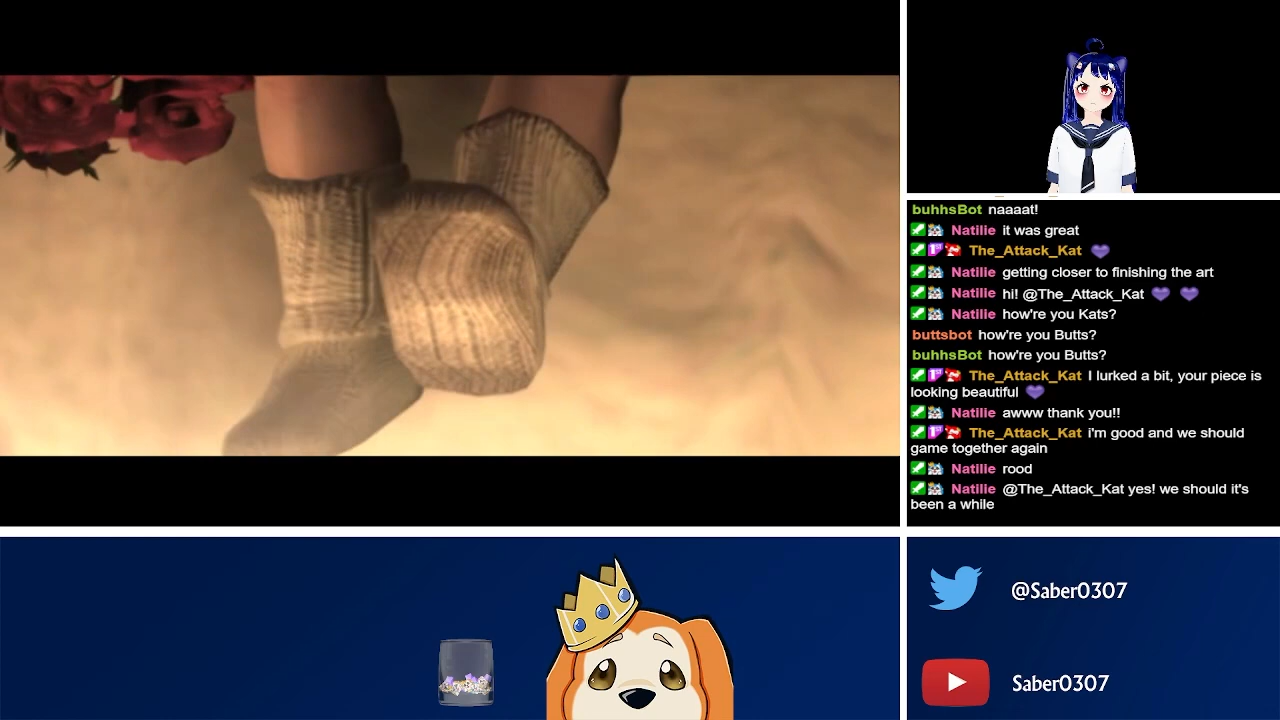 buhhsBot naaaat!
Natilie it was great
The_Attack_Kat
Natilie getting closer to finishing the art
Natilie hi! @The_Attack_Kat
Natilie how're you Kats?
buttsbot how're you Butts?
buhhsBot how're you Butts?
The_Attack_Kat I lurked a bit, your piece is
looking beautiful
Natilie awww thank you!!
The_Attack_Kat i'm good and we should
game together again
Natilie rood
Natilie @The_Attack_Kat yes! we should it's
been a while
@Saber0307
Saber0307